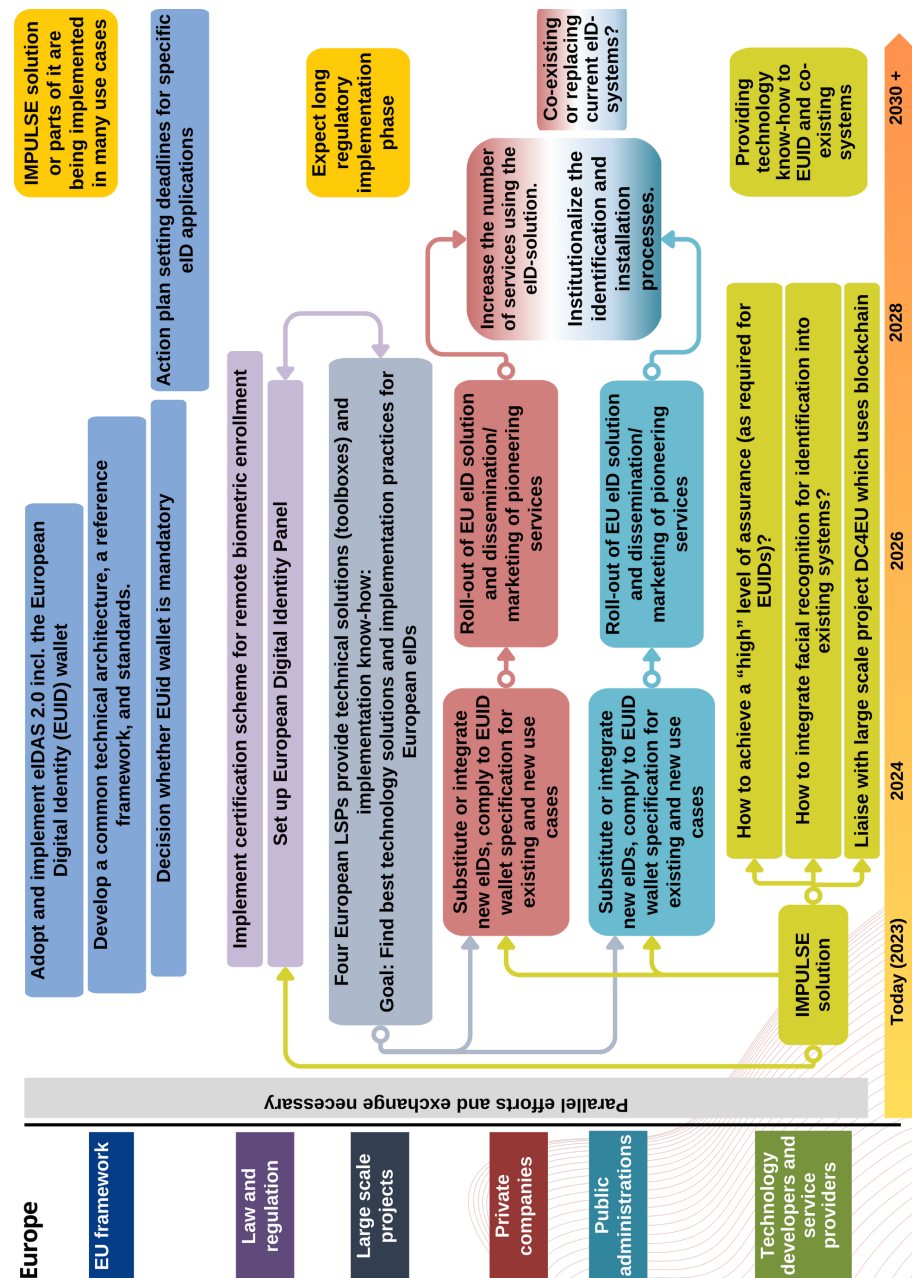 Europe
EU framework
Law and
regulation
Large scale
projects
Private
companies
Public
administrations
Technology
developers and
service
providers
Parallel efforts and exchange necessary
Adopt and implement eIDAS 2.0 incl. the European
Digital Identity (EUID) wallet
Develop a common technical architecture, a reference
framework, and standards.
Decision whether EUid wallet is mandatory
Action plan setting deadlines for specific
eID applications
IMPULSE solution
or parts of it are
being implemented
in many use cases
Implement certification scheme for remote biometric enrollment
Set up European Digital Identity Panel
Expect long
regulatory
implementation
phase
Four European LSPs provide technical solutions (toolboxes) and
implementation know-how:
Goal: Find best technology solutions and implementation practices for
European eIDs
Substitute or integrate
new eIDs, comply to EUID
wallet specification for
existing and new use
cases
Roll-out of EU eID solution
and dissemination/
marketing of pioneering
services
Substitute or integrate
new eIDs, comply to EUID
wallet specification for
existing and new use
cases
Roll-out of EU eID solution
and dissemination/
marketing of pioneering
services
Increase the number
of services using the
eID-solution.
Institutionalize the
identification and
installation
processes.
Co-existing
or replacing
current eID-
systems?
IMPULSE
solution
How to achieve a “high” level of assurance (as required for
EUIDs)?
How to integrate facial recognition for identification into
existing systems?
Liaise with large scale project DC4EU which uses blockchain
Providing
technology
know-how to
EUID and co-
existing
systems
Today (2023)
2024
2026
2028
2030 +